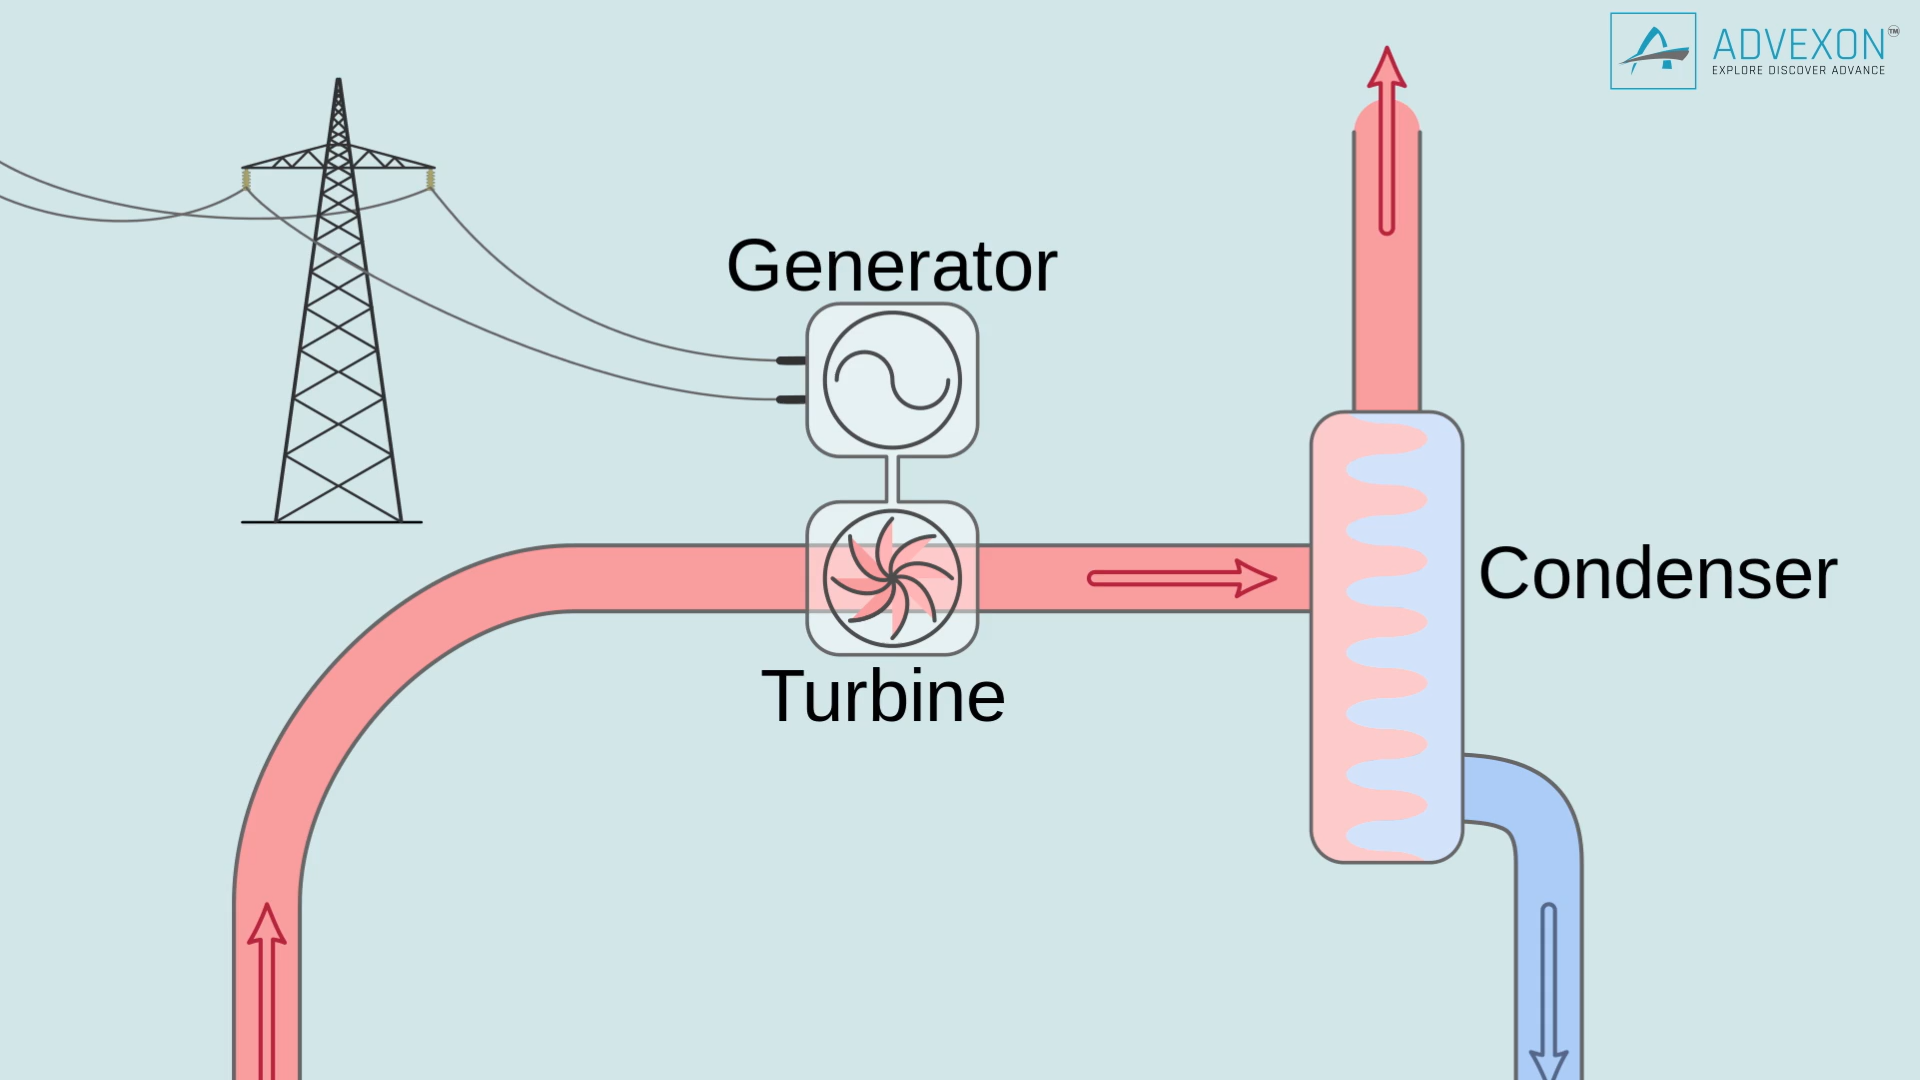 ADVEXON™
EXPLORE DISCOVER ADVANCE
Generator
Condenser
Turbine